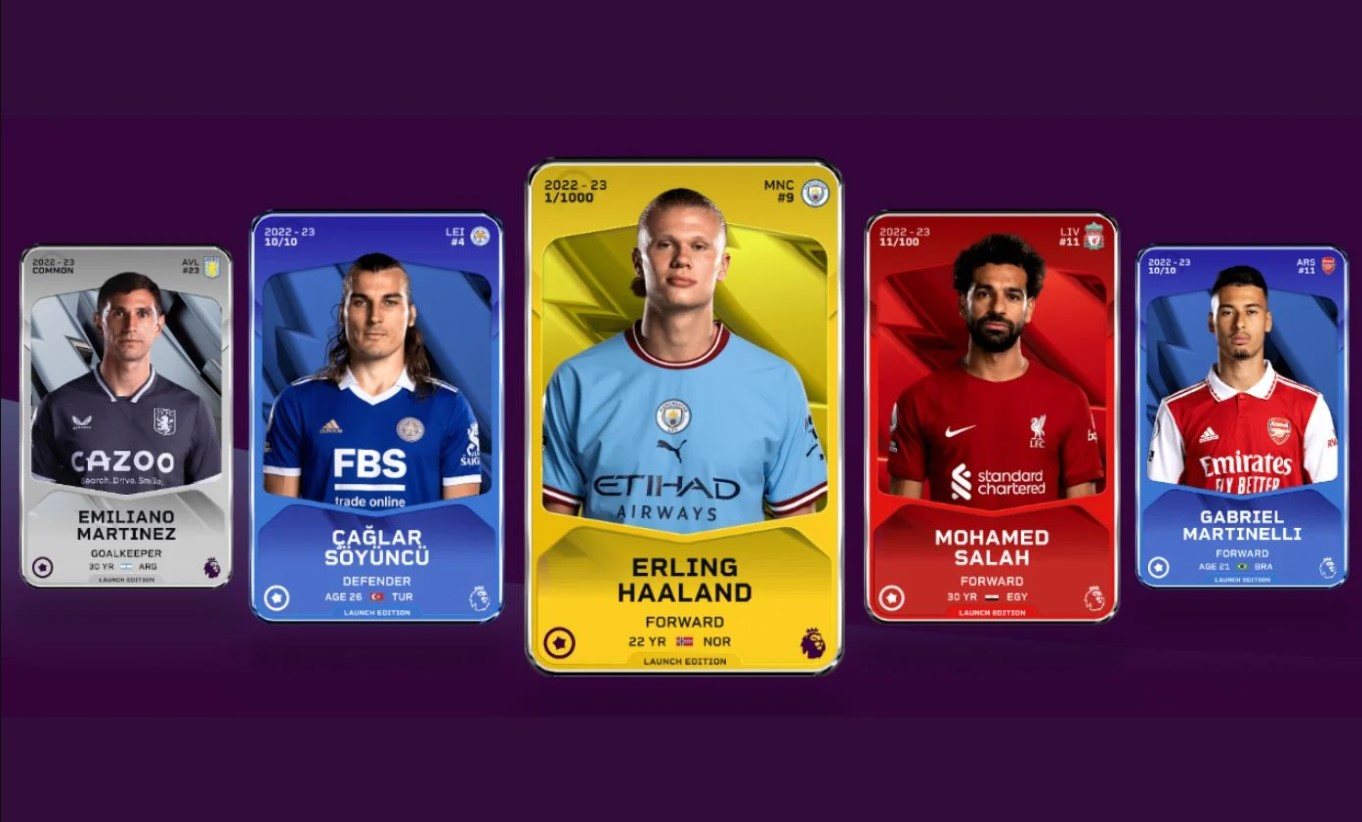 2022 - 23
COMMON
AVL
#23
CAZOO
Search. Drive. Smile.
EMILIANO
MARTINEZ
GOALKEEPER
30 YR ARG
LAUNCH EDITION
2022 - 23
10/10
LEI
#4
adidas
FBS
trade online
ÇAĞLAR
SÖYÜNCÜ
DEFENDER
AGE 26 TUR
LAUNCH EDITION
2022 - 23
1/1000
MNC
#9
ETIHAD
AIRWAYS
ERLING
HAALAND
FORWARD
22 YR NOR
LAUNCH EDITION
2022 - 23
11/100
LIV
#11
L.F.C.
standard
chartered
MOHAMED
SALAH
FORWARD
30 YR EGY
LAUNCH EDITION
2022 - 23
10/10
ARS
#11
Arsenal
Emirates
FLY BETTER
GABRIEL
MARTINELLI
FORWARD
AGE 21 BRA
LAUNCH EDITION